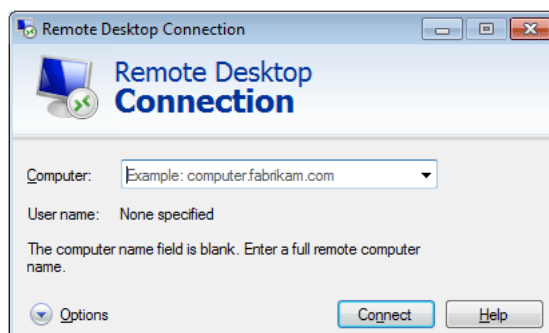 Remote Desktop Connection
Remote Desktop
Connection
Computer: Example: computer.fabrikam.com
User name: None specified
The computer name field is blank. Enter a full remote computer
name.
Options Connect Help